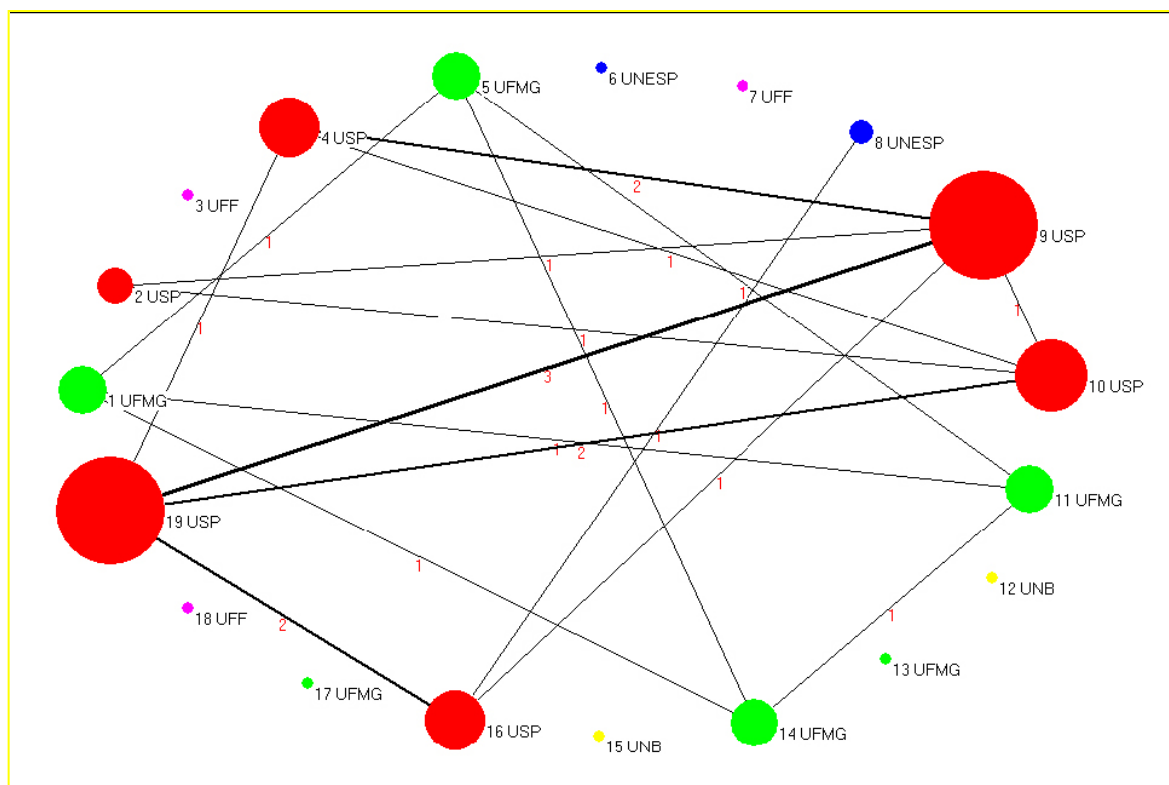 6 UNESP
5 UFMG
7 UFF
4 USP
8 UNESP
2
3 UFF
9 USP
1
1
1
1
2 USP
1
1
1
1
3
10 USP
1 UFMG
1
1
1
2
1
11 UFMG
19 USP
1
12 UNB
18 UFF
1
2
13 UFMG
17 UFMG
16 USP
14 UFMG
15 UNB